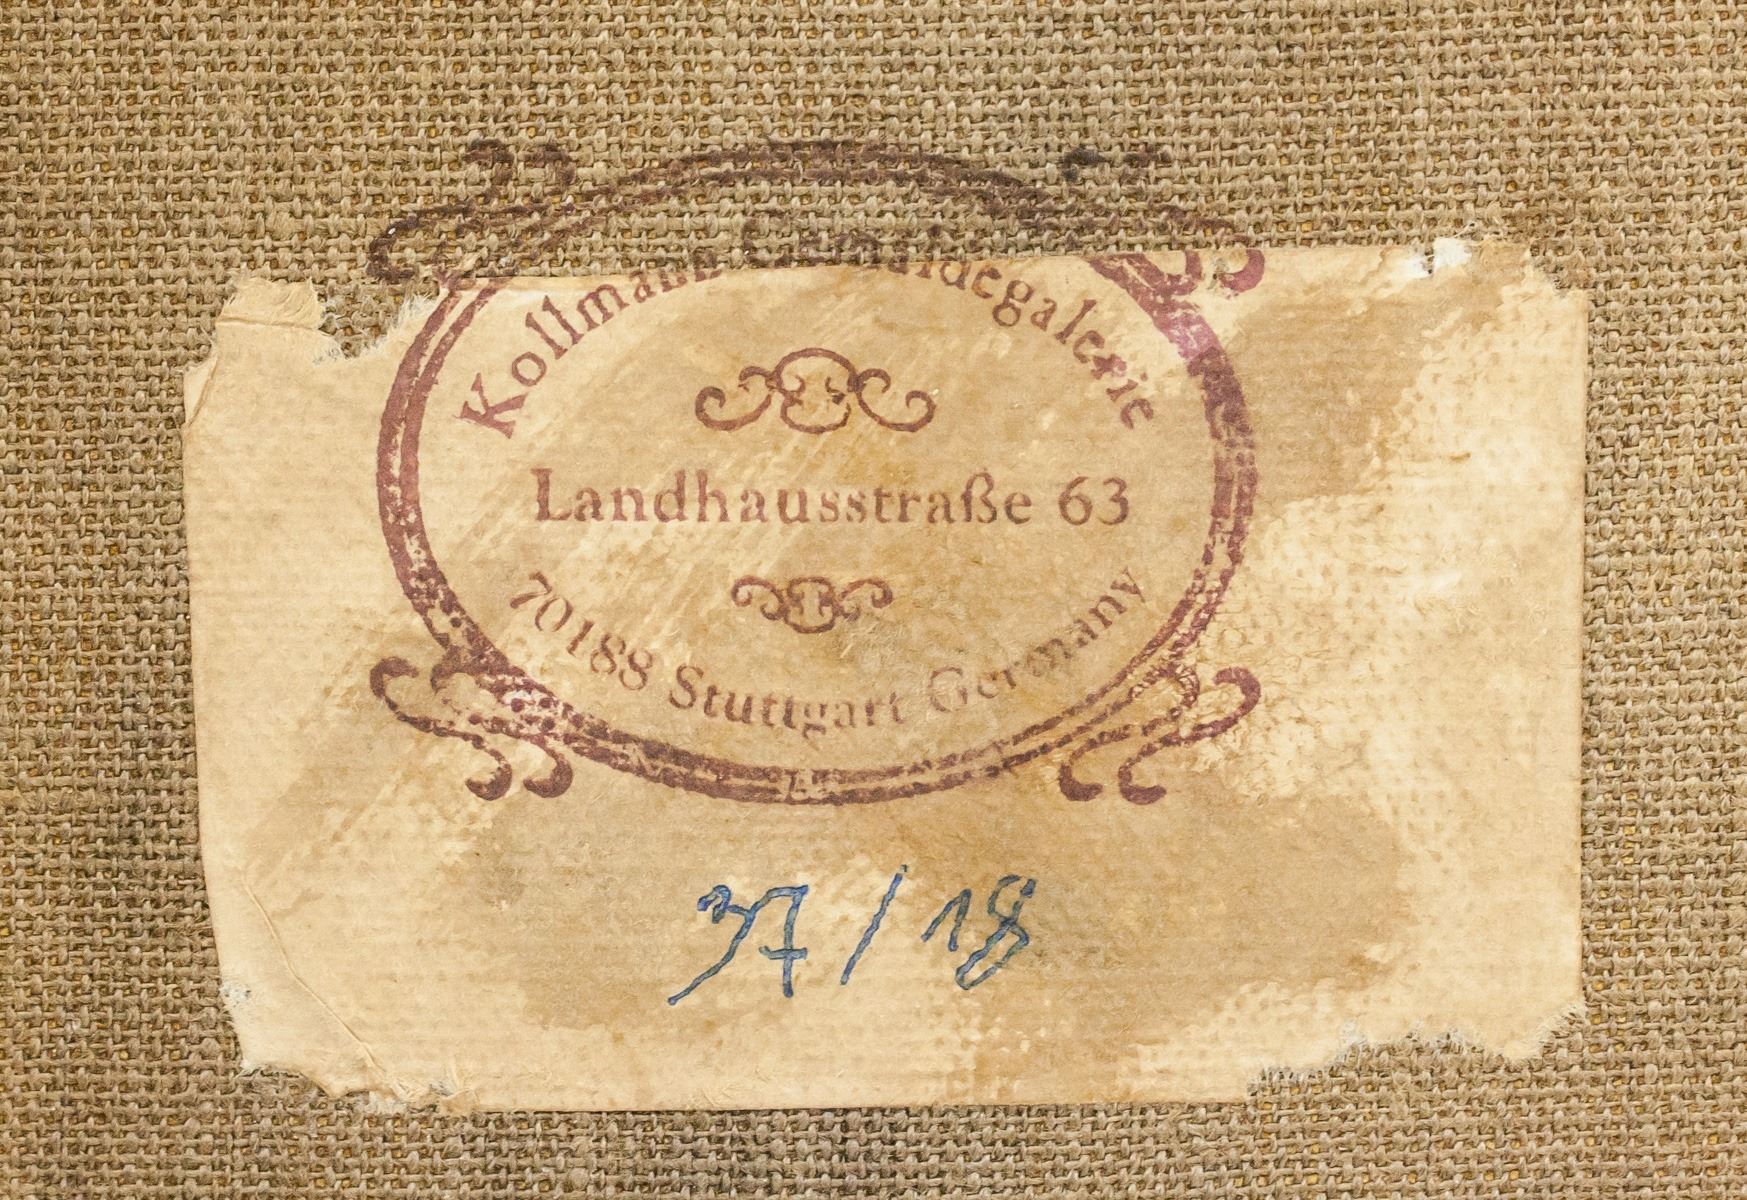 Kollmann Gemäldegalerie
Landhausstraße 63
70188 Stuttgart Germany
37/18